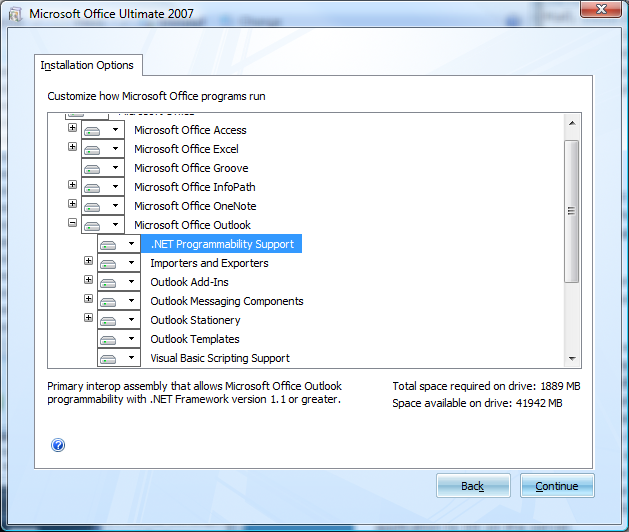 Microsoft Office Ultimate 2007
Installation Options
Customize how Microsoft Office programs run
Microsoft Office
Microsoft Office Access
Microsoft Office Excel
Microsoft Office Groove
Microsoft Office InfoPath
Microsoft Office OneNote
Microsoft Office Outlook
.NET Programmability Support
Importers and Exporters
Outlook Add-Ins
Outlook Messaging Components
Outlook Stationery
Outlook Templates
Visual Basic Scripting Support
Primary interop assembly that allows Microsoft Office Outlook
programmability with .NET Framework version 1.1 or greater.
Total space required on drive: 1889 MB
Space available on drive: 41942 MB
Back
Continue